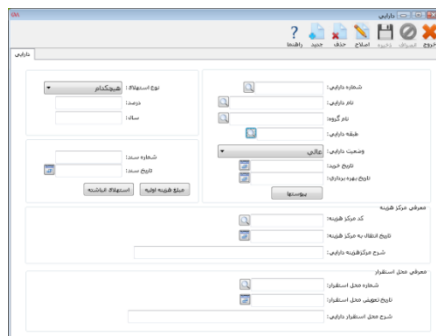 دارایی
خروج انصراف ذخیره اصلاح حذف جدید راهنما
دارایی
شماره دارایی:
نام دارایی:
نام گروه:
طبقه دارایی:
وضعیت دارایی: عالی
تاریخ خرید:
تاریخ بهره برداری:
پیوستها
نوع استهلاک: هیچکدام
درصد:
سال:
شماره سند:
تاریخ سند:
مبلغ هزینه اولیه استهلاک انباشته
معرفی مرکز هزینه
کد مرکز هزینه:
تاریخ انتقال به مرکز هزینه:
شرح مرکزهزینه دارایی:
معرفی محل استقرار
شماره محل استقرار:
تاریخ تعویض محل استقرار:
شرح محل استقرار دارایی: